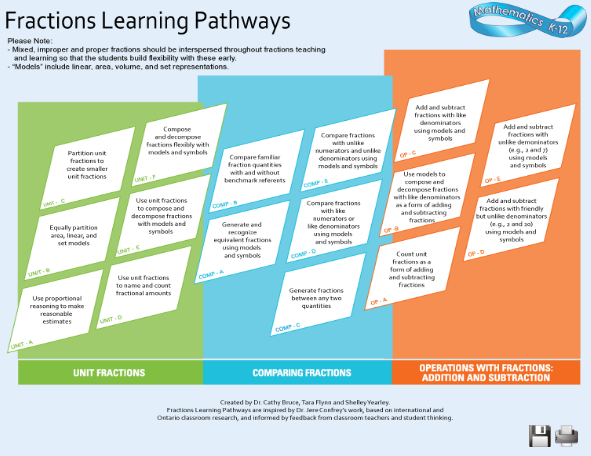 Fractions Learning Pathways
Mathematics K-12
Please Note:
- Mixed, improper and proper fractions should be interspersed throughout fractions teaching
and learning so that the students build flexibility with these early.
- "Models" include linear, area, volume, and set representations.
Partition unit
fractions to
create smaller
unit fractions
UNIT - C
Compose
and decompose
fractions flexibly with
models and symbols
UNIT - F
Equally partition
area, linear, and
set models
UNIT - B
Use unit fractions
to compose and
decompose fractions
with models and
symbols
UNIT - E
Use proportional
reasoning to make
reasonable
estimates
UNIT - A
Use unit fractions
to name and count
fractional amounts
UNIT - D
Compare familiar
fraction quantities
with and without
benchmark referents
COMP - B
Compare fractions
with unlike
numerators and unlike
denominators using
models and symbols
COMP - E
Generate and
recognize
equivalent fractions
using models
and symbols
COMP - A
Compare fractions
with like
numerators or
like denominators
using models
and symbols
COMP - D
Generate fractions
between any two
quantities
COMP - C
Add and subtract
fractions with like
denominators
using models and
symbols
OP - C
Add and subtract
fractions with
unlike denominators
(e.g., 2 and 7)
using models
and symbols
OP - E
Use models to
compose and
decompose fractions
with like denominators
as a form of adding
and subtracting
fractions
OP - B
Add and subtract
fractions with friendly
but unlike denominators
(e.g., 2 and 10)
using models and
symbols
OP - D
Count unit
fractions as a
form of adding
and subtracting
fractions
OP - A
UNIT FRACTIONS
COMPARING FRACTIONS
OPERATIONS WITH FRACTIONS:
ADDITION AND SUBTRACTION
Created by Dr. Cathy Bruce, Tara Flynn and Shelley Yearley.
Fractions Learning Pathways are inspired by Dr. Jere Confrey's work, based on international and
Ontario classroom research, and informed by feedback from classroom teachers and student thinking.